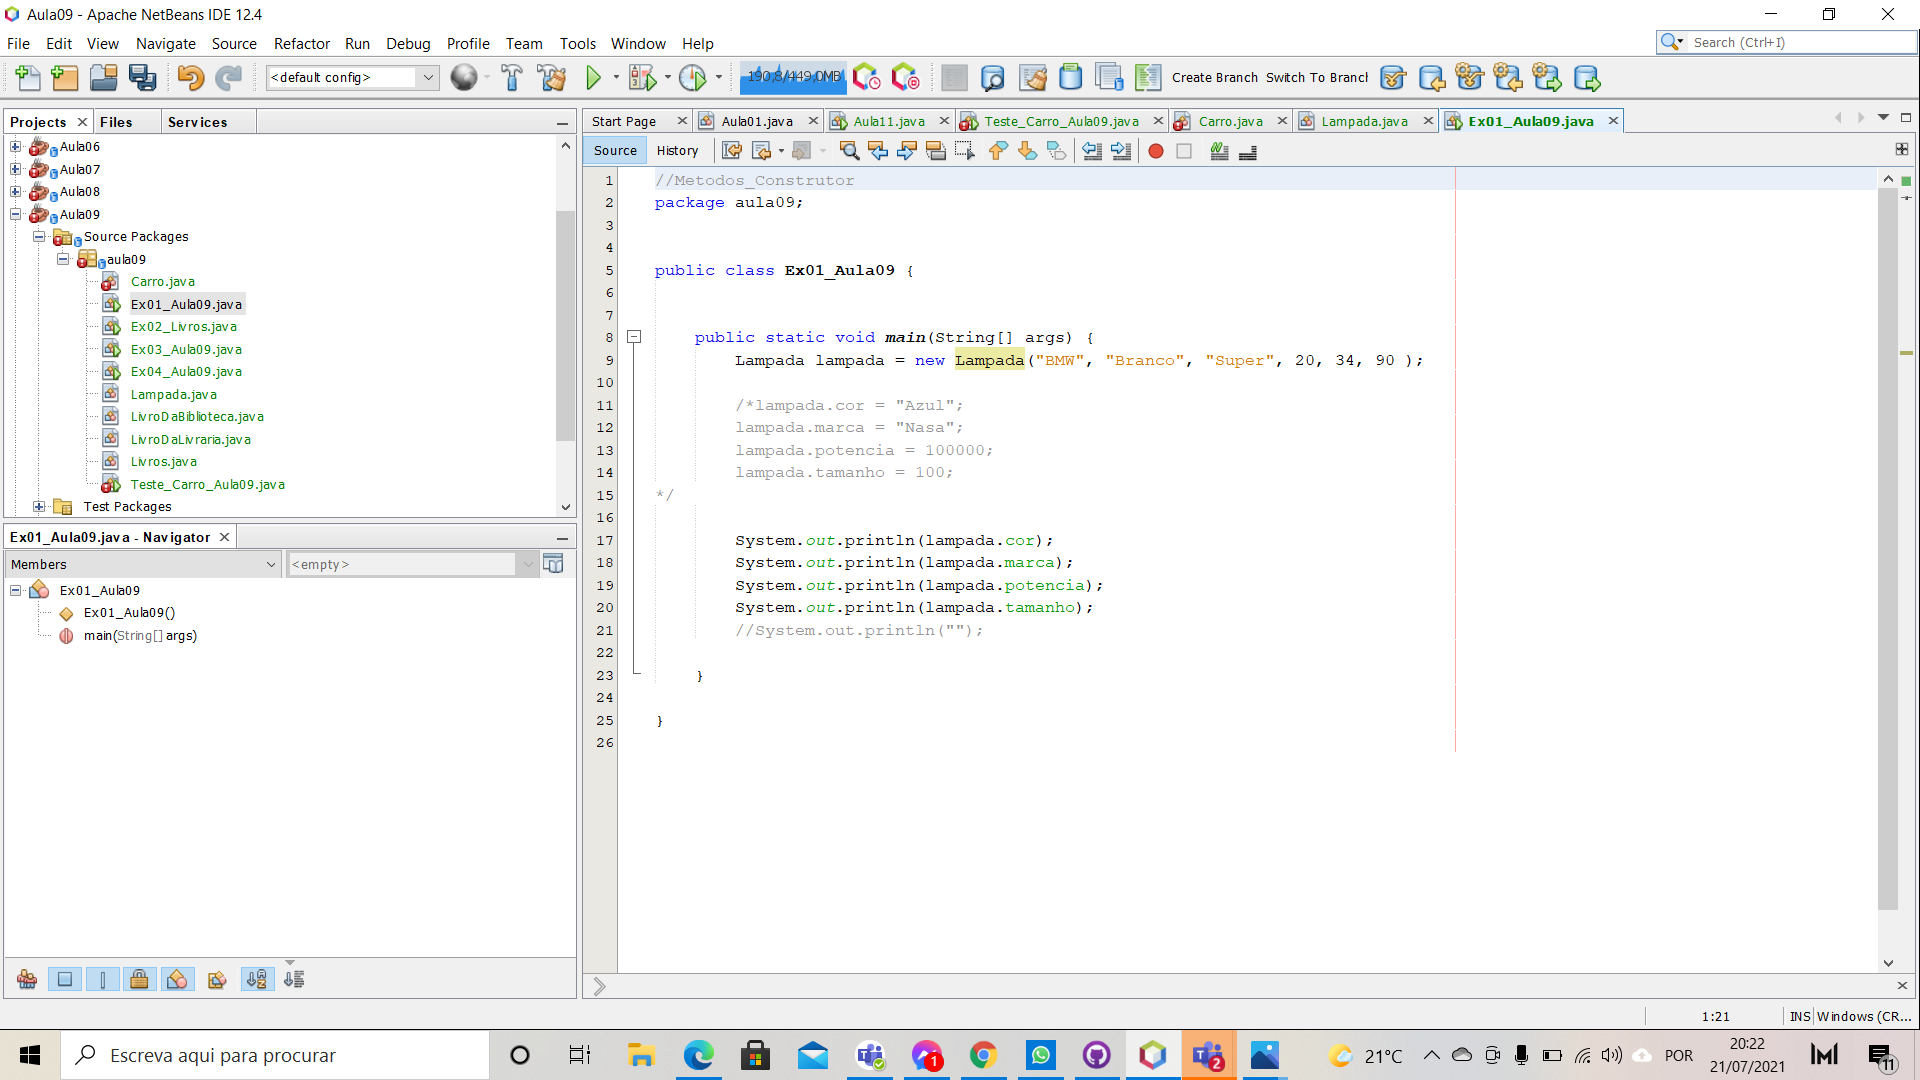 Aula09 - Apache NetBeans IDE 12.4
File Edit View Navigate Source Refactor Run Debug Profile Team Tools Window Help
Search (Ctrl+I)
<default config>
190,8/449,0MB
Create Branch Switch To Branch
Projects Files Services
Aula06
Aula07
Aula08
Aula09
Source Packages
aula09
Carro.java
Ex01_Aula09.java
Ex02_Livros.java
Ex03_Aula09.java
Ex04_Aula09.java
Lampada.java
LivroDaBiblioteca.java
LivroDaLivraria.java
Livros.java
Teste_Carro_Aula09.java
Test Packages
Ex01_Aula09.java - Navigator
Members
<empty>
Ex01_Aula09
Ex01_Aula09()
main(String[] args)
Start Page Aula01.java Aula11.java Teste_Carro_Aula09.java Carro.java Lampada.java Ex01_Aula09.java
Source History
1 //Metodos_Construtor
2 package aula09;
3
4
5 public class Ex01_Aula09 {
6
7
8 public static void main(String[] args) {
9 Lampada lampada = new Lampada("BMW", "Branco", "Super", 20, 34, 90 );
10
11 /*lampada.cor = "Azul";
12 lampada.marca = "Nasa";
13 lampada.potencia = 100000;
14 lampada.tamanho = 100;
15 */
16
17 System.out.println(lampada.cor);
18 System.out.println(lampada.marca);
19 System.out.println(lampada.potencia);
20 System.out.println(lampada.tamanho);
21 //System.out.println("");
22
23 }
24
25 }
26
1:21 INS Windows (CR...
Escreva aqui para procurar
1
2
21°C
POR
20:22
21/07/2021
11